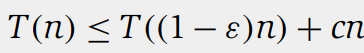 T(n) ≤ T((1 − ε)n) + cn